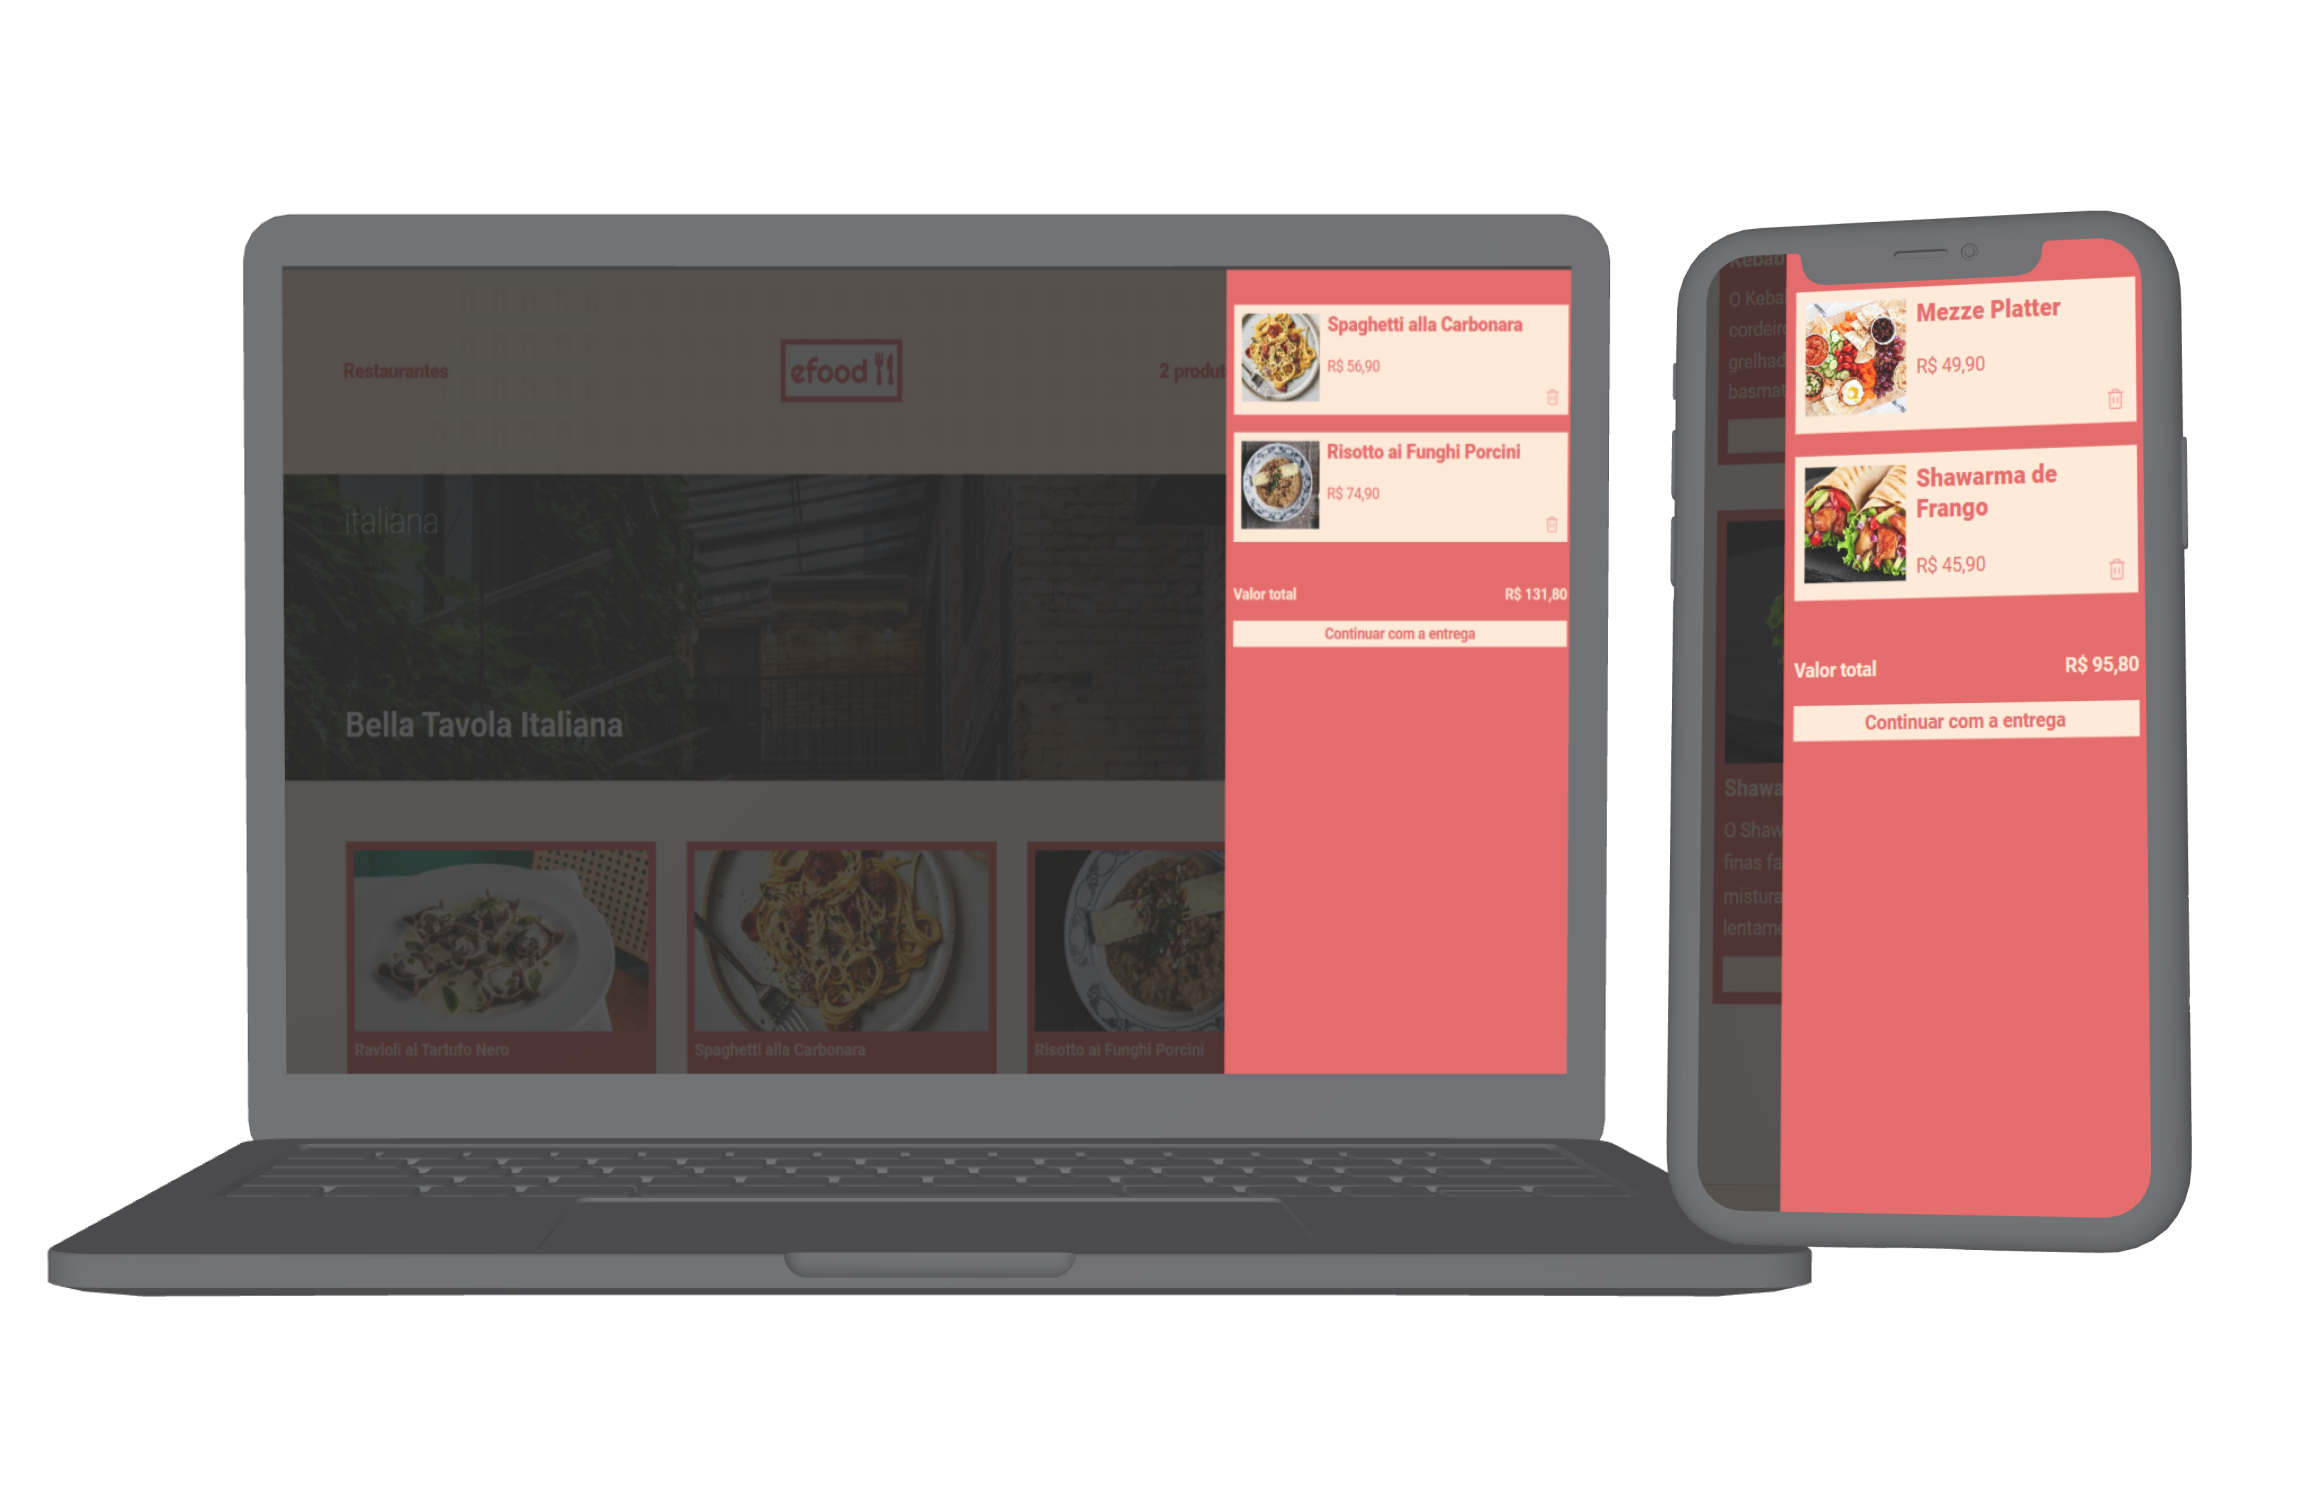 Restaurantes
efood
2 produt
italiana
Bella Tavola Italiana
Ravioli al Tartufo Nero
Spaghetti alla Carbonara
Risotto ai Funghi Porcini
Spaghetti alla Carbonara
R$ 56,90
Risotto ai Funghi Porcini
R$ 74,90
Valor total R$ 131,80
Continuar com a entrega
Kebab
O Keba
cordeiro
grelhad
basmat
Shawa
O Shaw
finas fa
mistura
lentame
Mezze Platter
R$ 49,90
Shawarma de
Frango
R$ 45,90
Valor total R$ 95,80
Continuar com a entrega